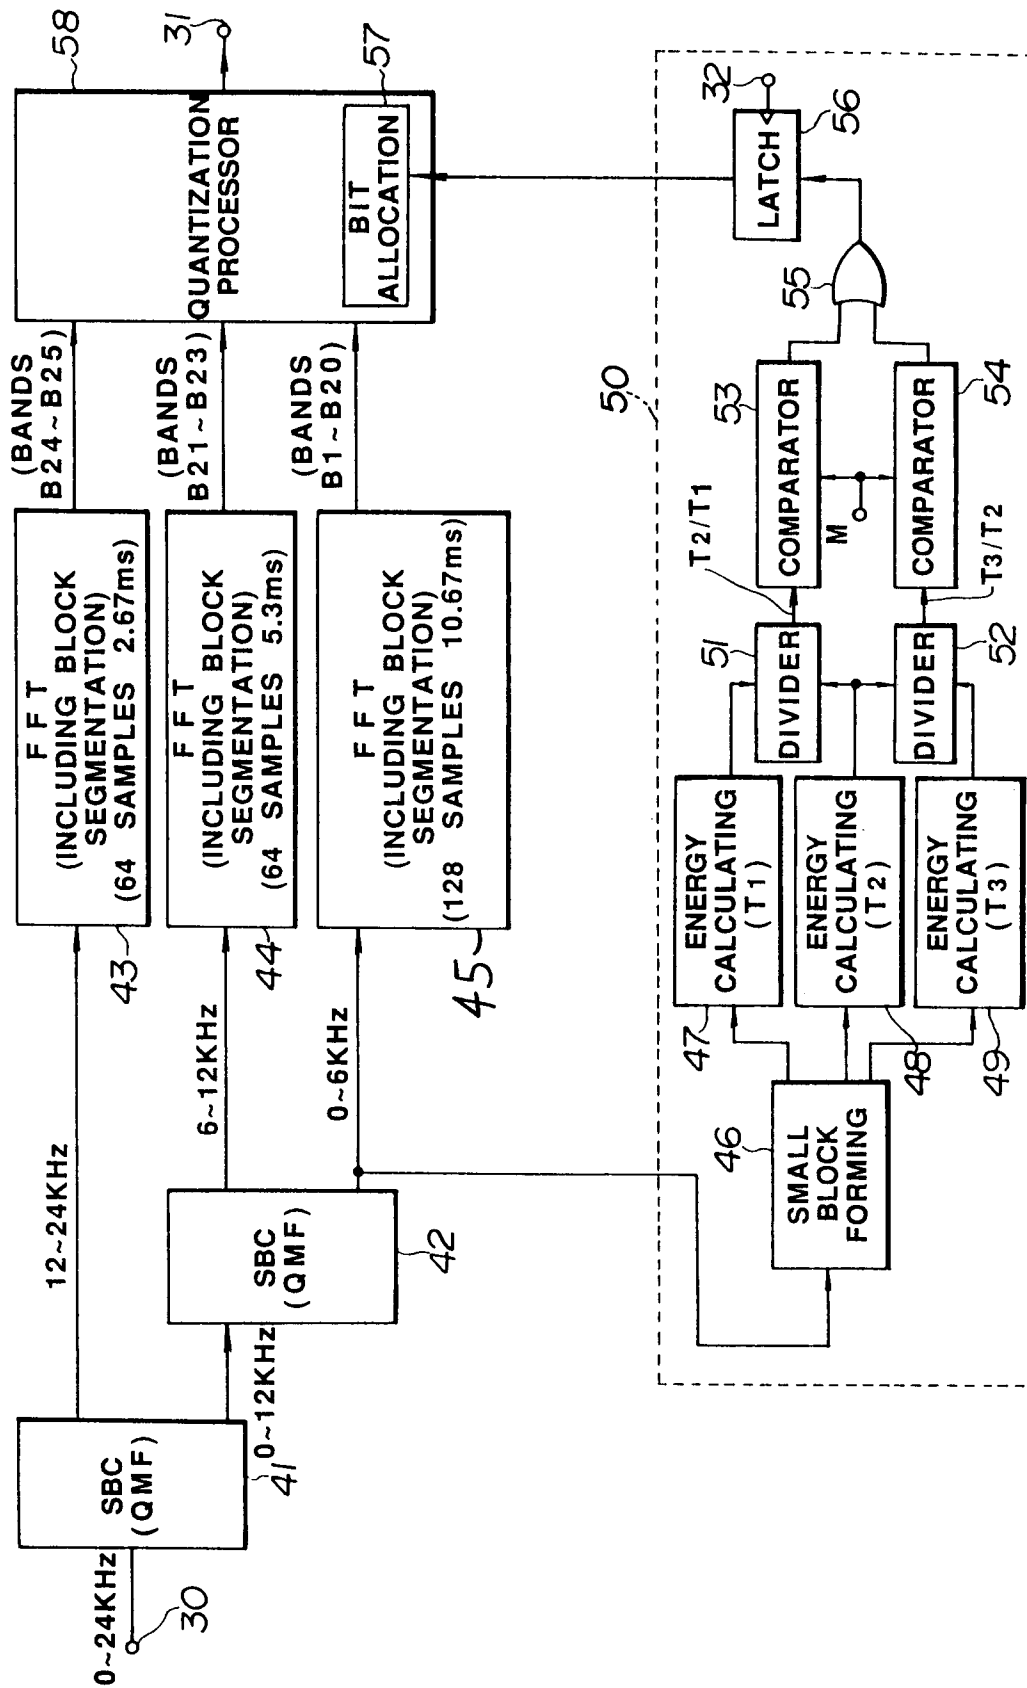 0~24KHz
30
SBC
(QMF)
41
12~24KHz
0~12KHz
SBC
(QMF)
42
6~12KHz
0~6KHz
FFT
(INCLUDING BLOCK
SEGMENTATION)
(64 SAMPLES 2.67ms)
43
FFT
(INCLUDING BLOCK
SEGMENTATION)
(64 SAMPLES 5.3ms)
44
FFT
(INCLUDING BLOCK
SEGMENTATION)
(128 SAMPLES 10.67ms)
45
(BANDS
B24~B25)
(BANDS
B21~B23)
(BANDS
B1~B20)
QUANTIZATION
PROCESSOR
58
31
BIT
ALLOCATION
57
50
SMALL
BLOCK
FORMING
46
ENERGY
CALCULATING
(T1)
47
ENERGY
CALCULATING
(T2)
48
ENERGY
CALCULATING
(T3)
49
DIVIDER
51
DIVIDER
52
T2/T1
T3/T2
COMPARATOR
53
M
COMPARATOR
54
55
LATCH
56
32